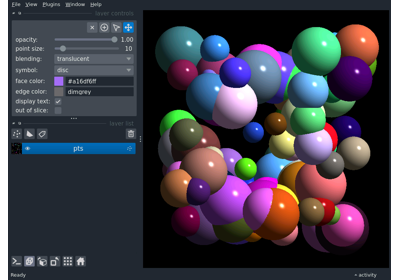 File View Plugins Window Help
layer controls
opacity: 1.00
point size: 10
blending: translucent
symbol: disc
face color: #a16df6ff
edge color: dimgrey
display text:
out of slice:
layer list
pts
Ready
activity